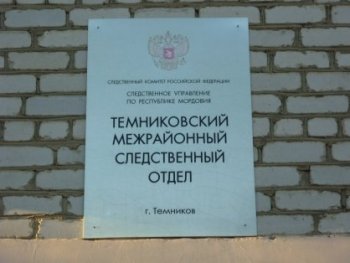 СЛЕДСТВЕННЫЙ КОМИТЕТ РОССИЙСКОЙ ФЕДЕРАЦИИ
СЛЕДСТВЕННОЕ УПРАВЛЕНИЕ
ПО РЕСПУБЛИКЕ МОРДОВИЯ
ТЕМНИКОВСКИЙ
МЕЖРАЙОННЫЙ
СЛЕДСТВЕННЫЙ
ОТДЕЛ
г. Темников